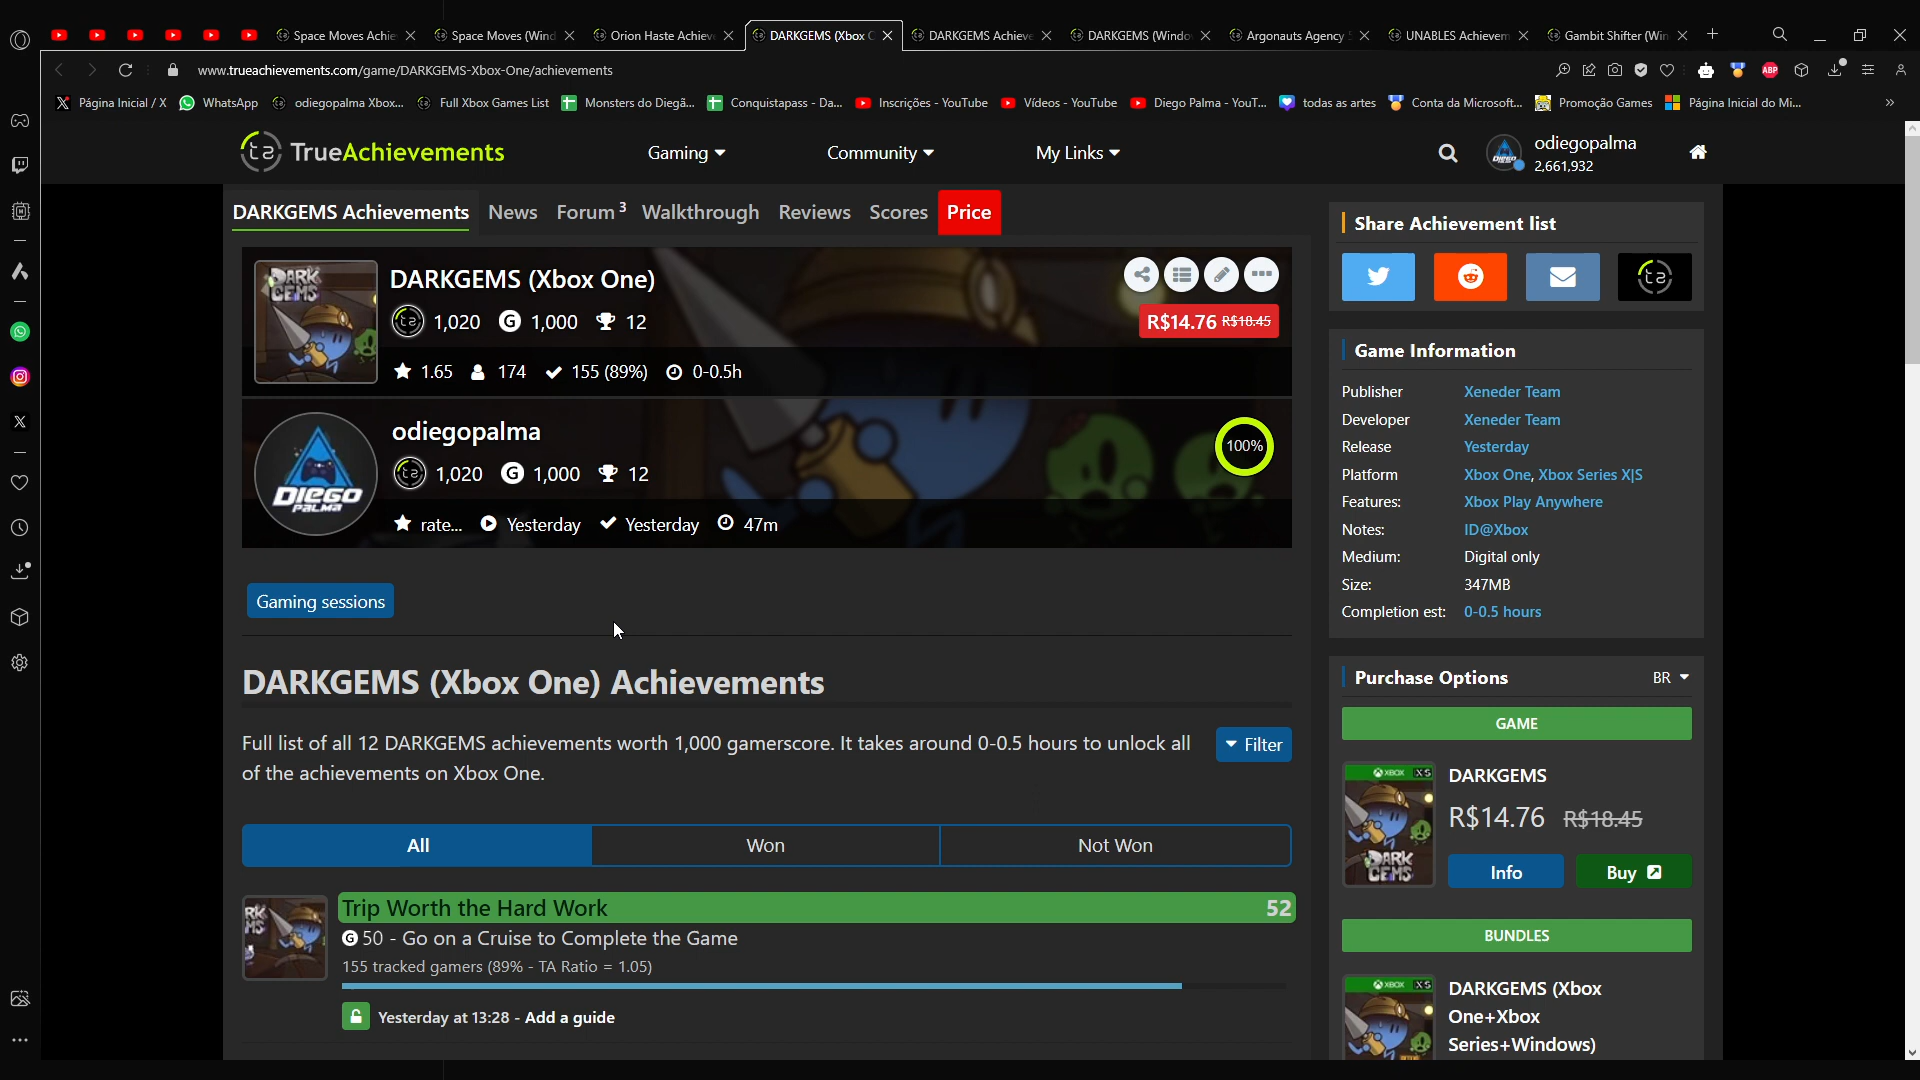 Space Moves Achie
Space Moves (Wind
Orion Haste Achiev
DARKGEMS (Xbox C
DARKGEMS Achieve
DARKGEMS (Windo
Argonauts Agency
UNABLES Achievem
Gambit Shifter (Win
www.trueachievements.com/game/DARKGEMS-Xbox-One/achievements
ABP
Página Inicial / X
WhatsApp
odiegopalma Xbox...
Full Xbox Games List
Monsters do Diegã...
Conquistapass - Da...
Inscrições - YouTube
Vídeos - YouTube
Diego Palma - YouT...
todas as artes
Conta da Microsoft...
Promoção Games
Página Inicial do Mi...
TrueAchievements
Gaming
Community
My Links
odiegopalma
2,661,932
DARKGEMS Achievements
News
Forum 3
Walkthrough
Reviews
Scores
Price
DARKGEMS (Xbox One)
1,020
1,000
12
R$14.76 R$18.45
1.65
174
155 (89%)
0-0.5h
DARK
GEMS
odiegopalma
1,020
1,000
12
100%
DIEGO
PALMA
rate...
Yesterday
Yesterday
47m
Gaming sessions
DARKGEMS (Xbox One) Achievements
Full list of all 12 DARKGEMS achievements worth 1,000 gamerscore. It takes around 0-0.5 hours to unlock all
of the achievements on Xbox One.
Filter
All
Won
Not Won
Trip Worth the Hard Work
52
50 - Go on a Cruise to Complete the Game
155 tracked gamers (89% - TA Ratio = 1.05)
Yesterday at 13:28 - Add a guide
Share Achievement list
Game Information
Publisher
Xeneder Team
Developer
Xeneder Team
Release
Yesterday
Platform
Xbox One, Xbox Series X|S
Features:
Xbox Play Anywhere
Notes:
ID@Xbox
Medium:
Digital only
Size:
347MB
Completion est:
0-0.5 hours
Purchase Options
BR
GAME
XBOX
X|S
DARK
GEMS
DARKGEMS
R$14.76 R$18.45
Info
Buy
BUNDLES
XBOX
X|S
DARKGEMS (Xbox
One+Xbox
Series+Windows)